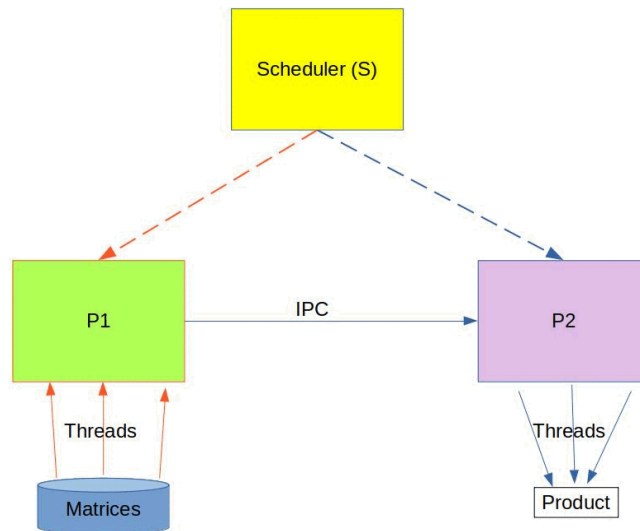 Scheduler (S)
P1
IPC
P2
Threads
Threads
Matrices
Product